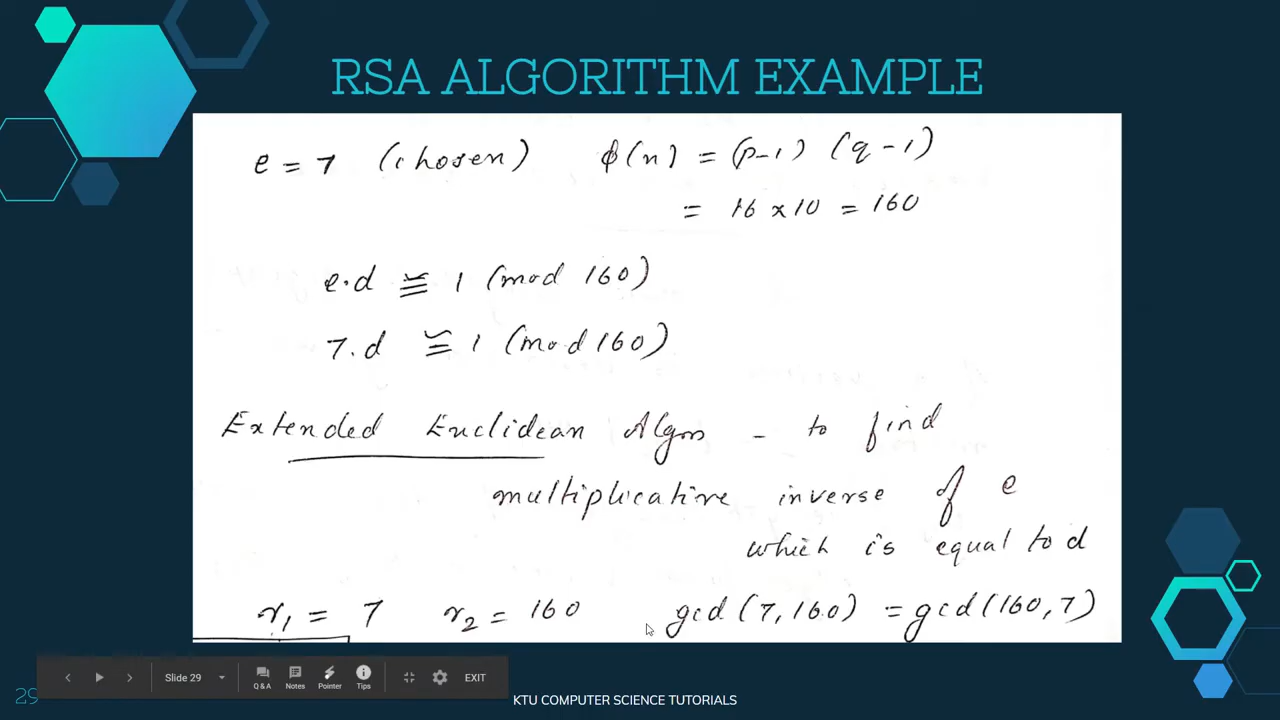 RSA ALGORITHM EXAMPLE
e = 7 (chosen) ϕ(n) = (p-1) (q-1)
= 16 × 10 = 160
e.d ≅ 1 (mod 160)
7.d ≅ 1 (mod 160)
Extended Euclidean Algm - to find
multiplicative inverse of e
which is equal to d
r1 = 7 r2 = 160 gcd(7,160) = gcd(160,7)
Slide 29
Q & A Notes Pointer Tips EXIT
29
KTU COMPUTER SCIENCE TUTORIALS